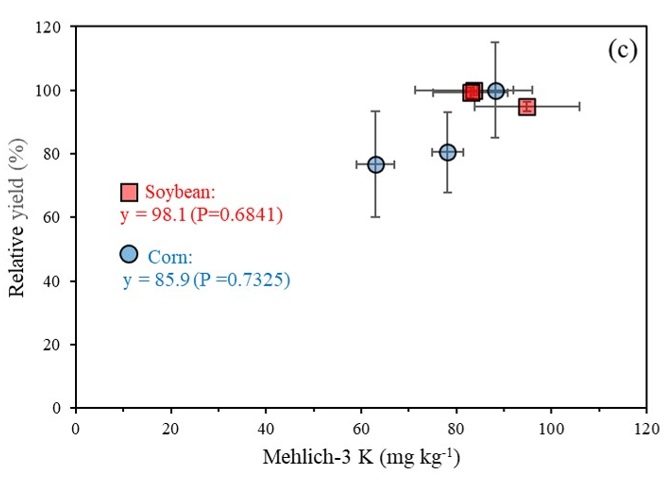 120
(c)
100
80
60
40
20
0
Relative yield (%)
Soybean:
y = 98.1 (P=0.6841)
Corn:
y = 85.9 (P =0.7325)
0 20 40 60 80 100 120
Mehlich-3 K (mg kg⁻¹)